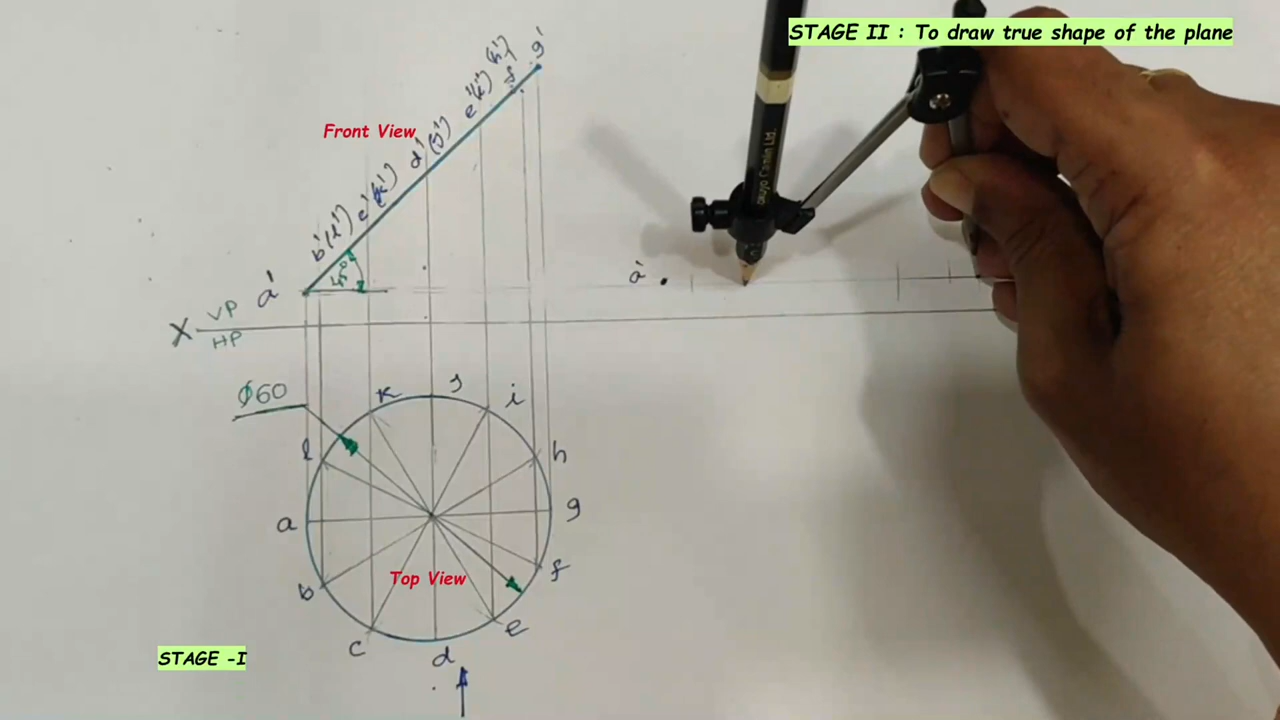 STAGE II : To draw true shape of the plane
g'
f'
(h')
e'(i')
Front View
d'(j')
c'(k')
b'(l')
45°
a'
a'
X
VP
HP
Camlin Ltd.
Ø60
k
j
i
l
h
a
g
Top View
b
f
c
e
d
STAGE -I